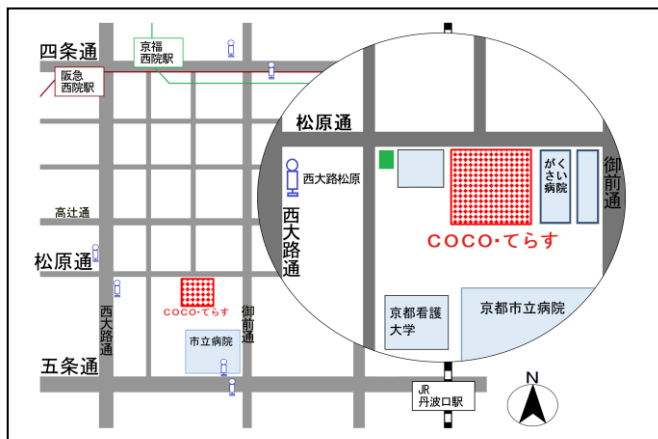 四条通
京福
西院駅
阪急
西院駅
高辻通
松原通
西大路通
COCO・てらす
市立病院
御前通
五条通
松原通
西大路松原
西大路通
がくさい
病院
御前通
COCO・てらす
京都看護
大学
京都市立病院
JR
丹波口駅
N